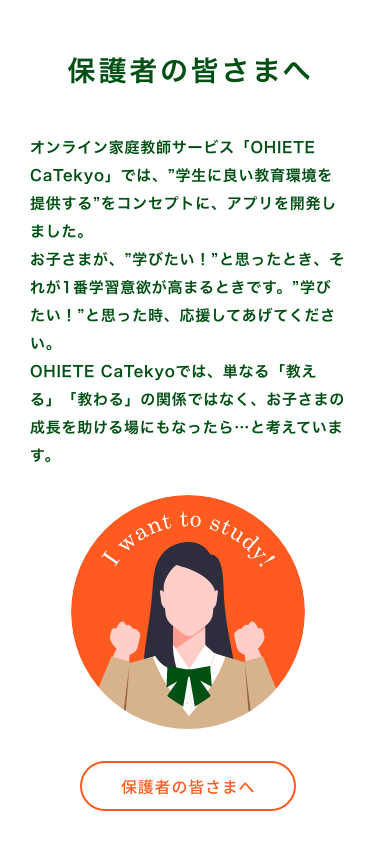 保護者の皆さまへ
オンライン家庭教師サービス「OHIETE
CaTekyo」では、”学生に良い教育環境を
提供する”をコンセプトに、アプリを開発し
ました。
お子さまが、”学びたい！”と思ったとき、そ
れが1番学習意欲が高まるときです。”学び
たい！”と思った時、応援してあげてくださ
い。
OHIETE CaTekyoでは、単なる「教え
る」「教わる」の関係ではなく、お子さまの
成長を助ける場にもなったら…と考えていま
す。
I want to study!
保護者の皆さまへ